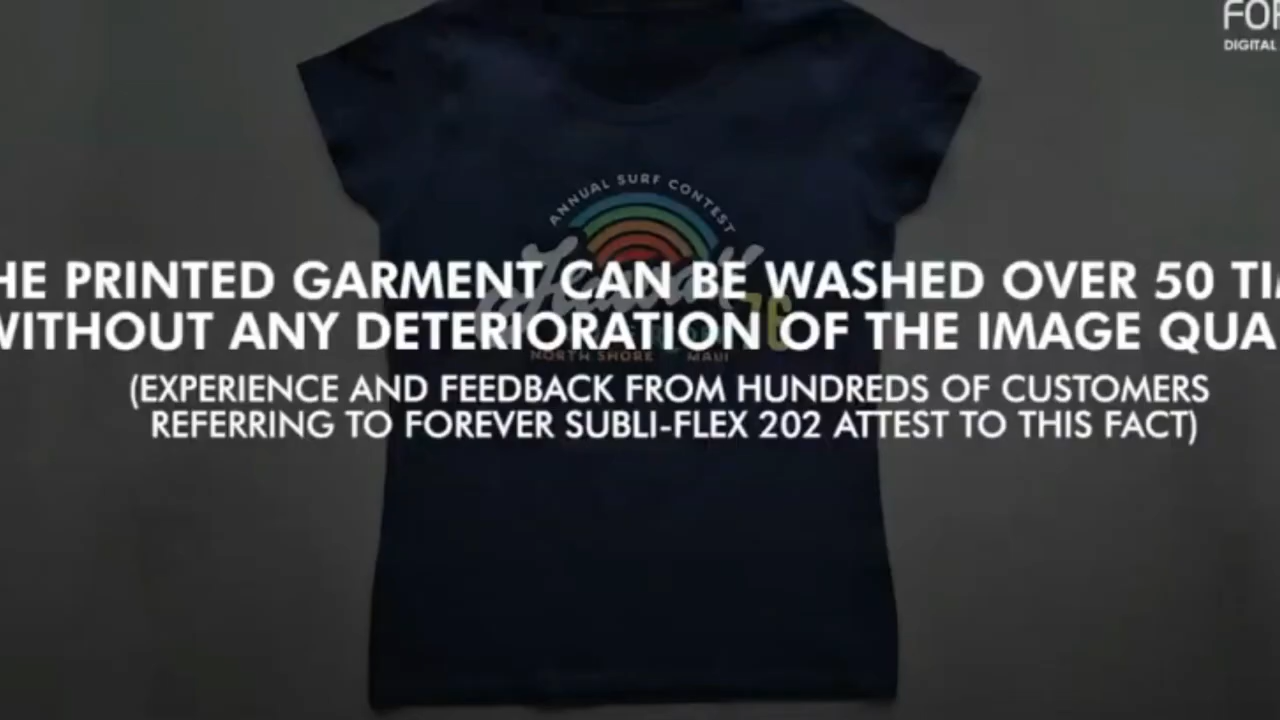 FOR
DIGITAL
ANNUAL SURF CONTEST
Hawaii
76
HE PRINTED GARMENT CAN BE WASHED OVER 50 TI
WITHOUT ANY DETERIORATION OF THE IMAGE QUA
NORTH SHORE MAUI
(EXPERIENCE AND FEEDBACK FROM HUNDREDS OF CUSTOMERS
REFERRING TO FOREVER SUBLI-FLEX 202 ATTEST TO THIS FACT)